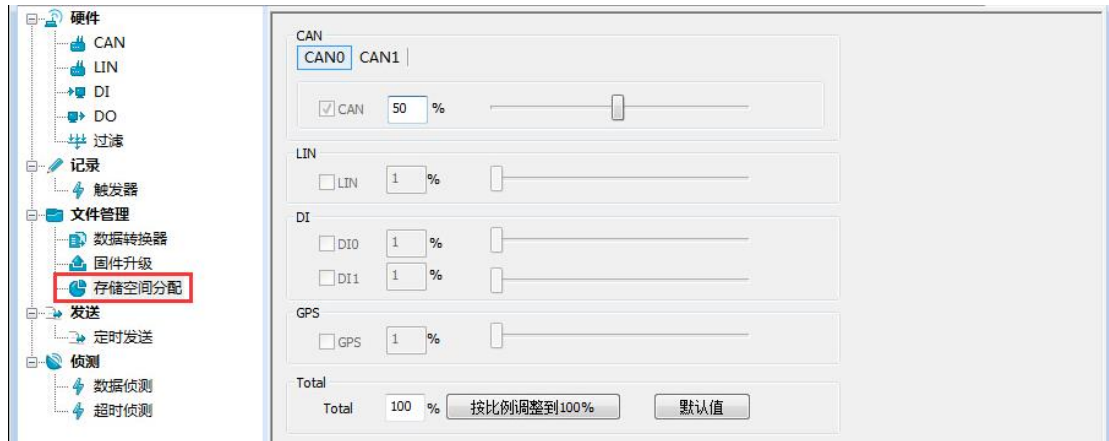 硬件
CAN
LIN
DI
DO
过滤
记录
触发器
文件管理
数据转换器
固件升级
存储空间分配
发送
定时发送
侦测
数据侦测
超时侦测
CAN
CAN0 CAN1
CAN 50 %
LIN
LIN 1 %
DI
DI0 1 %
DI1 1 %
GPS
GPS 1 %
Total
Total 100 % 按比例调整到100% 默认值